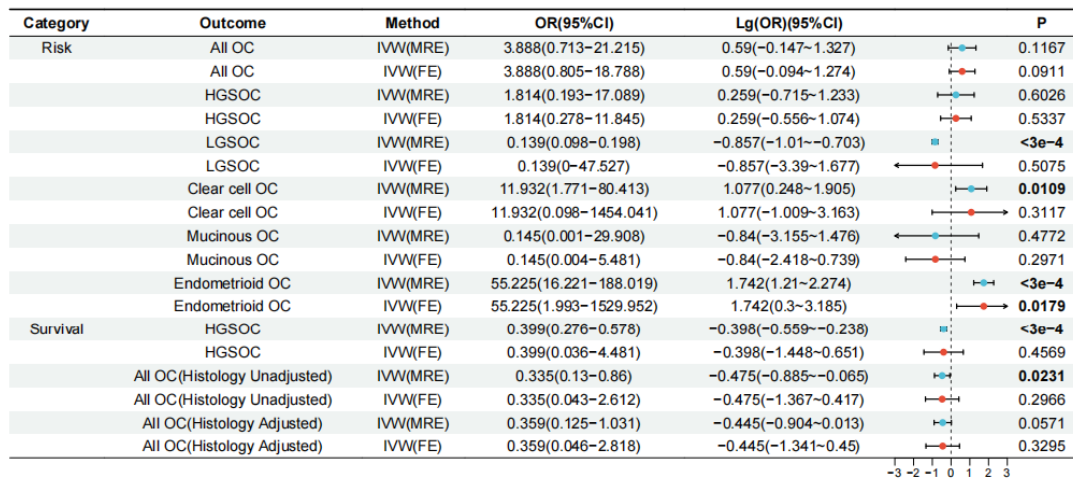 Category Outcome Method OR(95%CI) Lg(OR)(95%CI) P
Risk All OC IVW(MRE) 3.888(0.713−21.215) 0.59(−0.147~1.327) 0.1167
All OC IVW(FE) 3.888(0.805−18.788) 0.59(−0.094~1.274) 0.0911
HGSOC IVW(MRE) 1.814(0.193−17.089) 0.259(−0.715~1.233) 0.6026
HGSOC IVW(FE) 1.814(0.278−11.845) 0.259(−0.556~1.074) 0.5337
LGSOC IVW(MRE) 0.139(0.098−0.198) −0.857(−1.01~−0.703) <3e−4
LGSOC IVW(FE) 0.139(0−47.527) −0.857(−3.39~1.677) 0.5075
Clear cell OC IVW(MRE) 11.932(1.771−80.413) 1.077(0.248~1.905) 0.0109
Clear cell OC IVW(FE) 11.932(0.098−1454.041) 1.077(−1.009~3.163) 0.3117
Mucinous OC IVW(MRE) 0.145(0.001−29.908) −0.84(−3.155~1.476) 0.4772
Mucinous OC IVW(FE) 0.145(0.004−5.481) −0.84(−2.418~0.739) 0.2971
Endometrioid OC IVW(MRE) 55.225(16.221−188.019) 1.742(1.21~2.274) <3e−4
Endometrioid OC IVW(FE) 55.225(1.993−1529.952) 1.742(0.3~3.185) 0.0179
Survival HGSOC IVW(MRE) 0.399(0.276−0.578) −0.398(−0.559~−0.238) <3e−4
HGSOC IVW(FE) 0.399(0.036−4.481) −0.398(−1.448~0.651) 0.4569
All OC(Histology Unadjusted) IVW(MRE) 0.335(0.13−0.86) −0.475(−0.885~−0.065) 0.0231
All OC(Histology Unadjusted) IVW(FE) 0.335(0.043−2.612) −0.475(−1.367~0.417) 0.2966
All OC(Histology Adjusted) IVW(MRE) 0.359(0.125−1.031) −0.445(−0.904~0.013) 0.0571
All OC(Histology Adjusted) IVW(FE) 0.359(0.046−2.818) −0.445(−1.341~0.45) 0.3295
−3 −2 −1 0 1 2 3